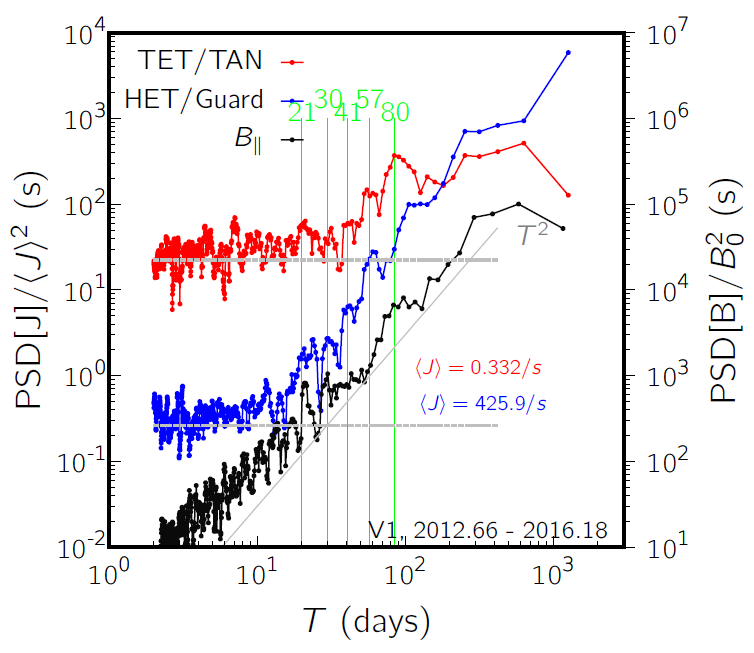 10⁴
10³
10²
10¹
10⁰
10⁻¹
10⁻²
PSD[J]/⟨J⟩² (s)
TET/TAN
HET/Guard
B∥
21 30 41 57 80
T²
⟨J⟩ = 0.332/s
⟨J⟩ = 425.9/s
V1, 2012.66 - 2016.18
10⁷
10⁶
10⁵
10⁴
10³
10²
10¹
PSD[B]/B₀² (s)
10⁰ 10¹ 10² 10³
T (days)